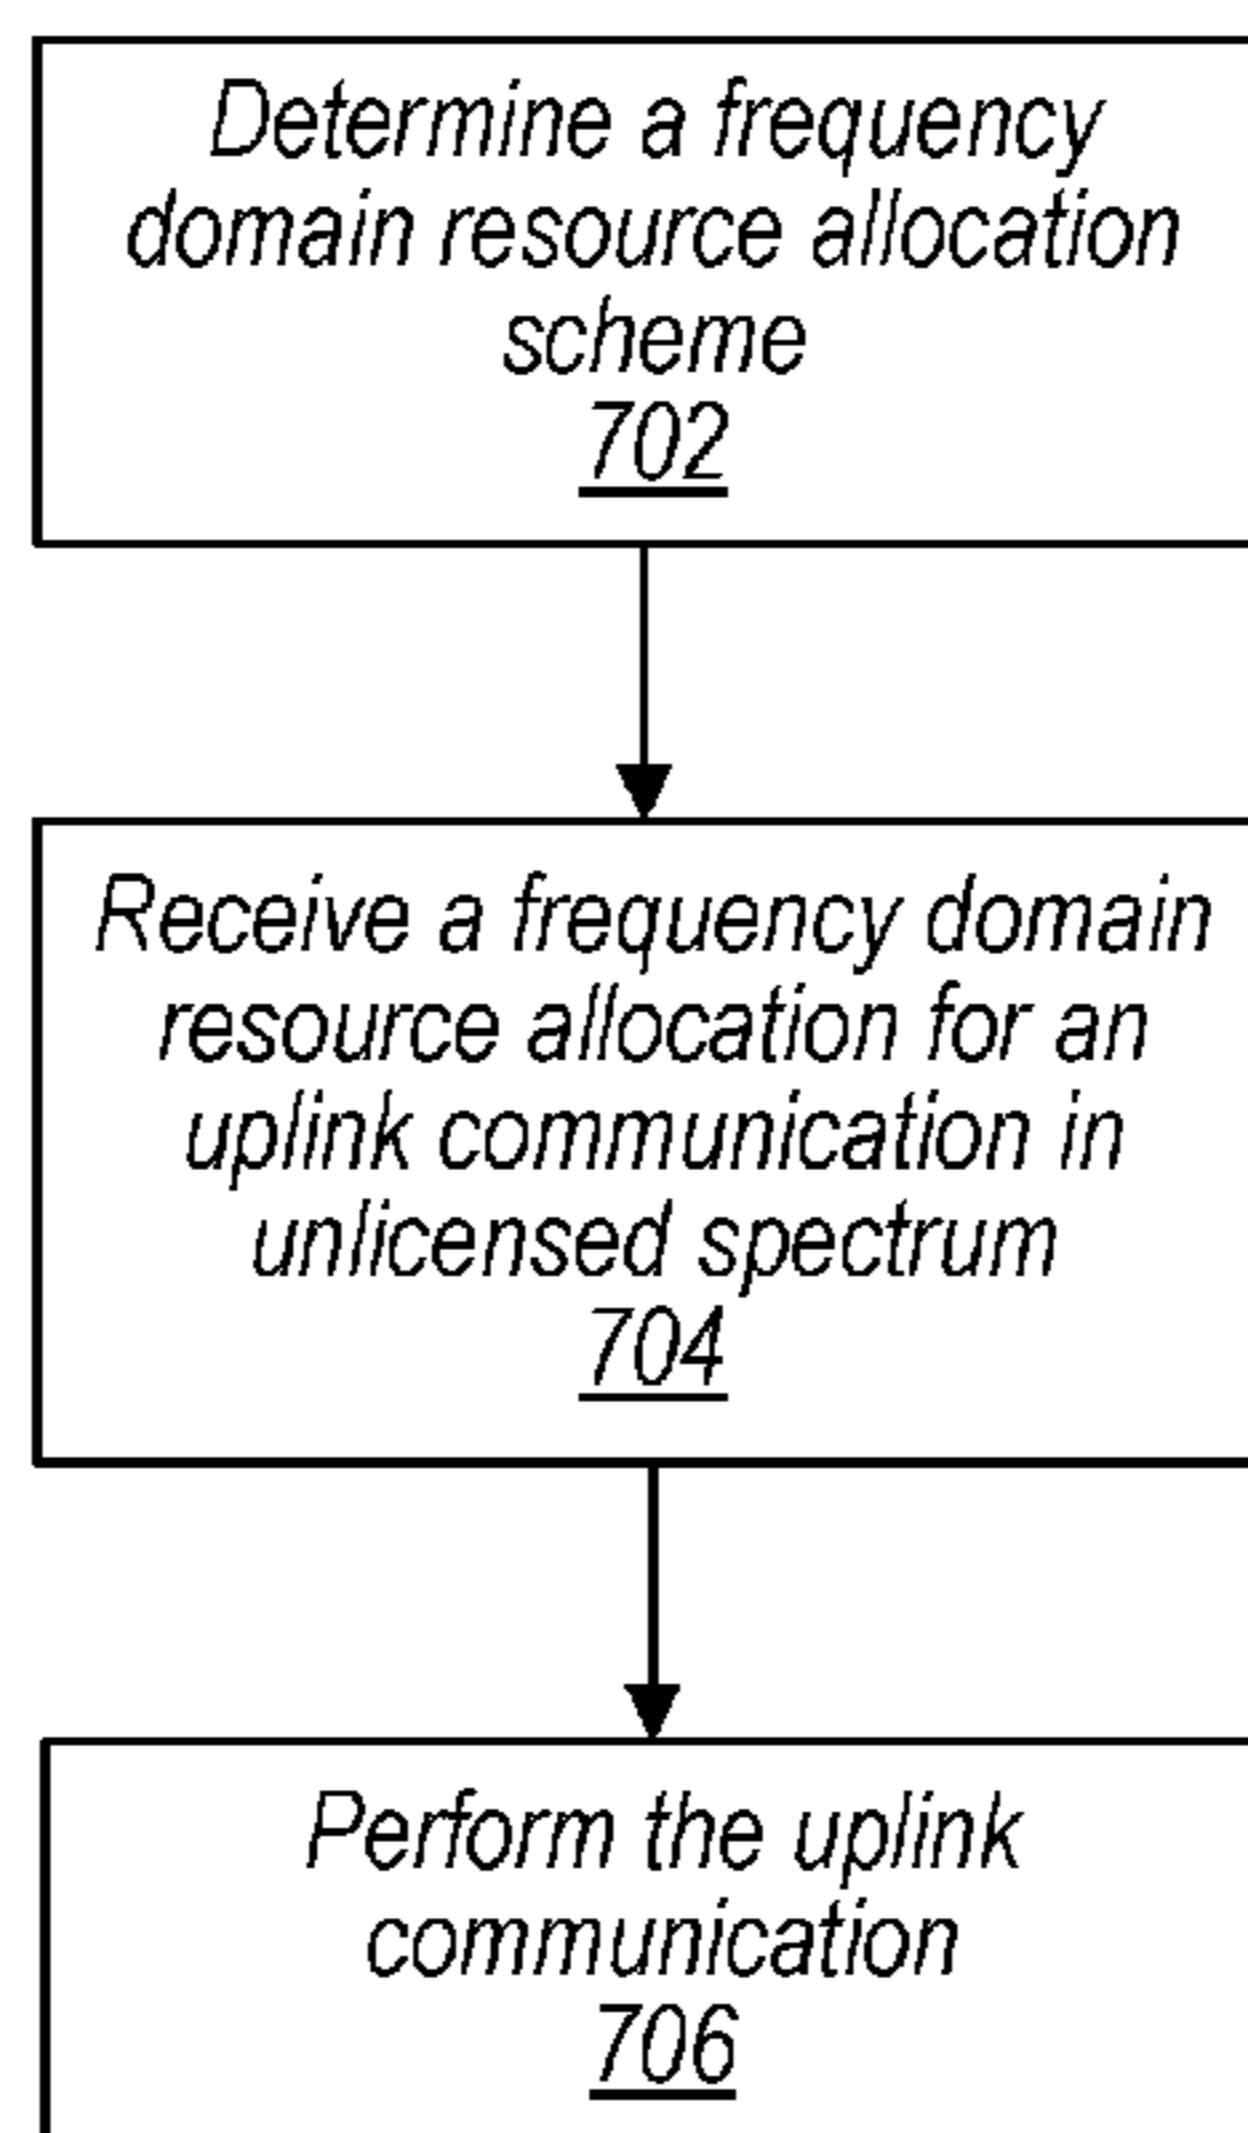 Determine a frequency
domain resource allocation
scheme
702
Receive a frequency domain
resource allocation for an
uplink communication in
unlicensed spectrum
704
Perform the uplink
communication
706